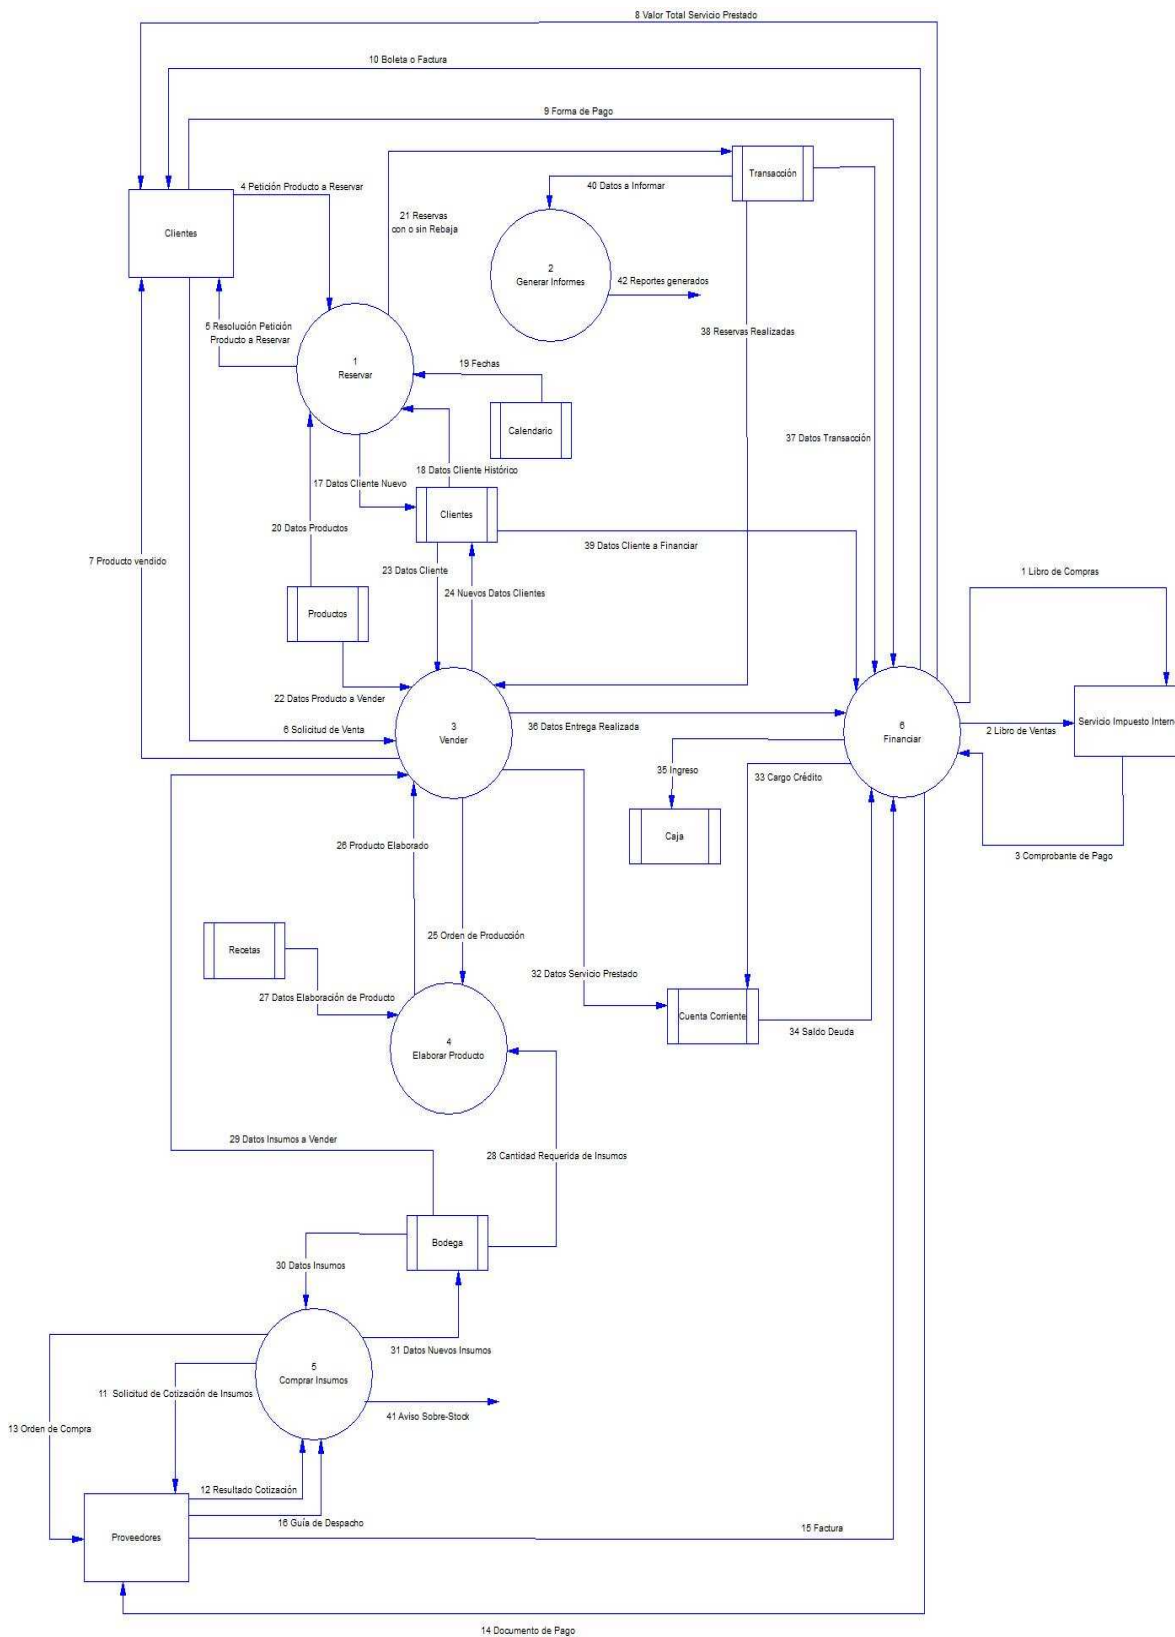 8 Valor Total Servicio Prestado
10 Boleta o Factura
9 Forma de Pago
4 Petición Producto a Reservar
Transacción
40 Datos a Informar
Clientes
21 Reservas
con o sin Rebaja
2
Generar Informes
42 Reportes generados
5 Resolución Petición
Producto a Reservar
38 Reservas Realizadas
1
Reservar
19 Fechas
Calendario
37 Datos Transacción
18 Datos Cliente Histórico
17 Datos Cliente Nuevo
Clientes
20 Datos Productos
39 Datos Cliente a Financiar
7 Producto vendido
23 Datos Cliente
1 Libro de Compras
24 Nuevos Datos Clientes
Productos
22 Datos Producto a Vender
6 Solicitud de Venta
3
Vender
36 Datos Entrega Realizada
6
Financiar
Servicio Impuesto Interno
2 Libro de Ventas
35 Ingreso
33 Cargo Crédito
Caja
26 Producto Elaborado
3 Comprobante de Pago
25 Orden de Producción
Recetas
32 Datos Servicio Prestado
27 Datos Elaboración de Producto
Cuenta Corriente
34 Saldo Deuda
4
Elaborar Producto
29 Datos Insumos a Vender
28 Cantidad Requerida de Insumos
Bodega
30 Datos Insumos
31 Datos Nuevos Insumos
5
Comprar Insumos
11 Solicitud de Cotización de Insumos
41 Aviso Sobre-Stock
13 Orden de Compra
12 Resultado Cotización
16 Guía de Despacho
15 Factura
Proveedores
14 Documento de Pago